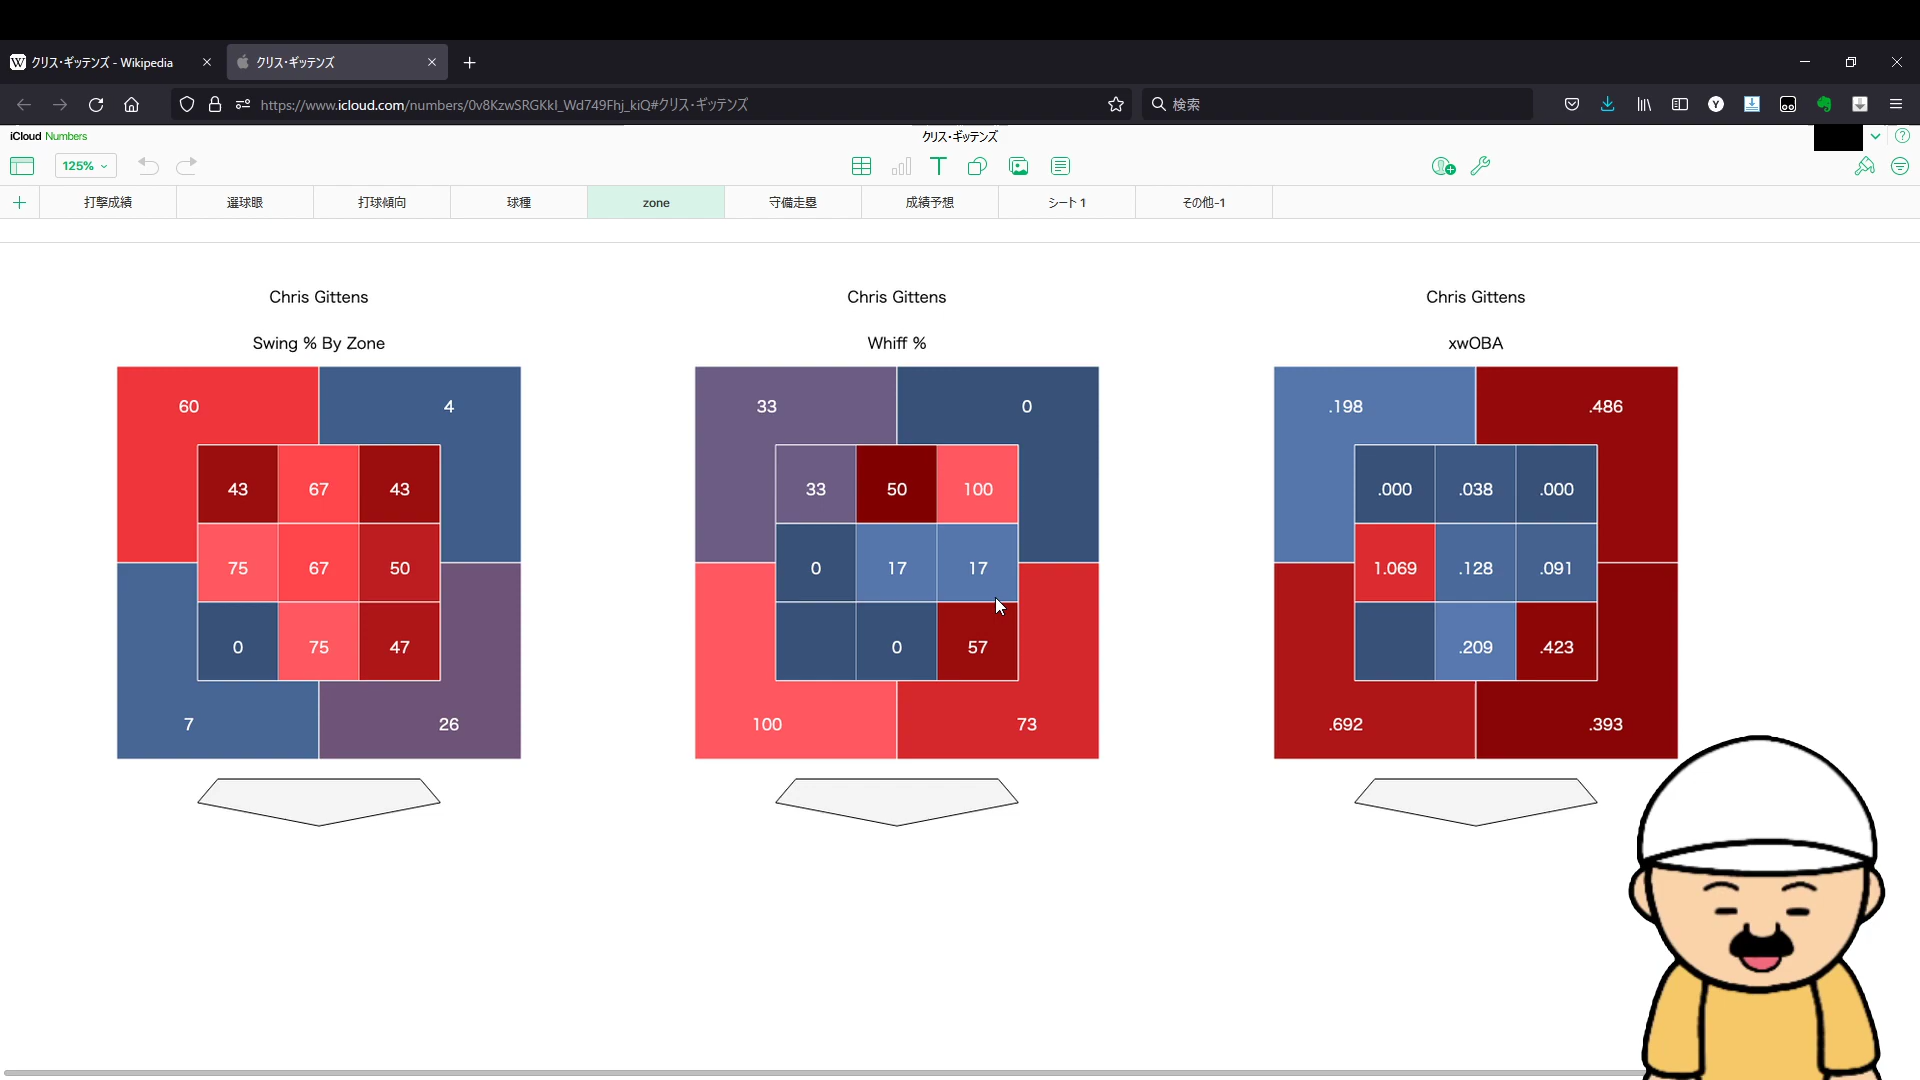 クリス・ギッテンズ - Wikipedia
クリス・ギッテンズ
https://www.icloud.com/numbers/0v8KzwSRGKkI_Wd749Fhj_kiQ#クリス・ギッテンズ
検索
iCloud Numbers
クリス・ギッテンズ
125%
打撃成績
選球眼
打球傾向
球種
zone
守備走塁
成績予想
シート 1
その他-1
Chris Gittens
Swing % By Zone
60 4
43 67 43
75 67 50
0 75 47
7 26
Chris Gittens
Whiff %
33 0
33 50 100
0 17 17
0 57
100 73
Chris Gittens
xwOBA
.198 .486
.000 .038 .000
1.069 .128 .091
.209 .423
.692 .393